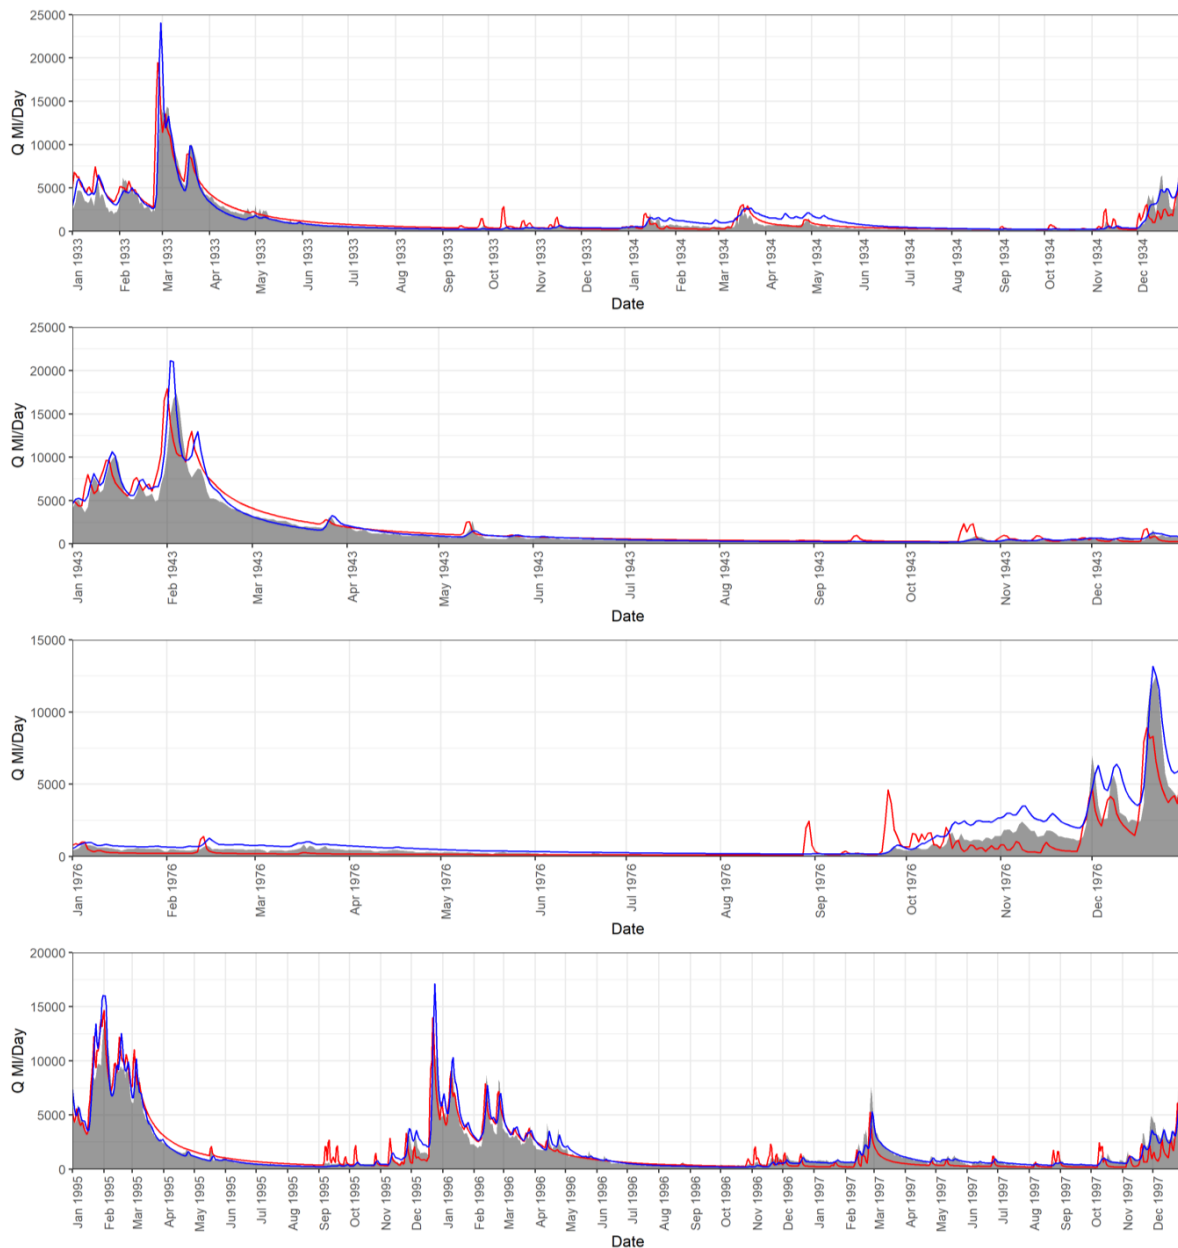 25000
20000
15000
10000
5000
0
Q Ml/Day
Jan 1933
Feb 1933
Mar 1933
Apr 1933
May 1933
Jun 1933
Jul 1933
Aug 1933
Sep 1933
Oct 1933
Nov 1933
Dec 1933
Jan 1934
Feb 1934
Mar 1934
Apr 1934
May 1934
Jun 1934
Jul 1934
Aug 1934
Sep 1934
Oct 1934
Nov 1934
Dec 1934
Date
25000
20000
15000
10000
5000
0
Q Ml/Day
Jan 1943
Feb 1943
Mar 1943
Apr 1943
May 1943
Jun 1943
Jul 1943
Aug 1943
Sep 1943
Oct 1943
Nov 1943
Dec 1943
Date
15000
10000
5000
0
Q Ml/Day
Jan 1976
Feb 1976
Mar 1976
Apr 1976
May 1976
Jun 1976
Jul 1976
Aug 1976
Sep 1976
Oct 1976
Nov 1976
Dec 1976
Date
20000
15000
10000
5000
0
Q Ml/Day
Jan 1995
Feb 1995
Mar 1995
Apr 1995
May 1995
Jun 1995
Jul 1995
Aug 1995
Sep 1995
Oct 1995
Nov 1995
Dec 1995
Jan 1996
Feb 1996
Mar 1996
Apr 1996
May 1996
Jun 1996
Jul 1996
Aug 1996
Sep 1996
Oct 1996
Nov 1996
Dec 1996
Jan 1997
Feb 1997
Mar 1997
Apr 1997
May 1997
Jun 1997
Jul 1997
Aug 1997
Sep 1997
Oct 1997
Nov 1997
Dec 1997
Date